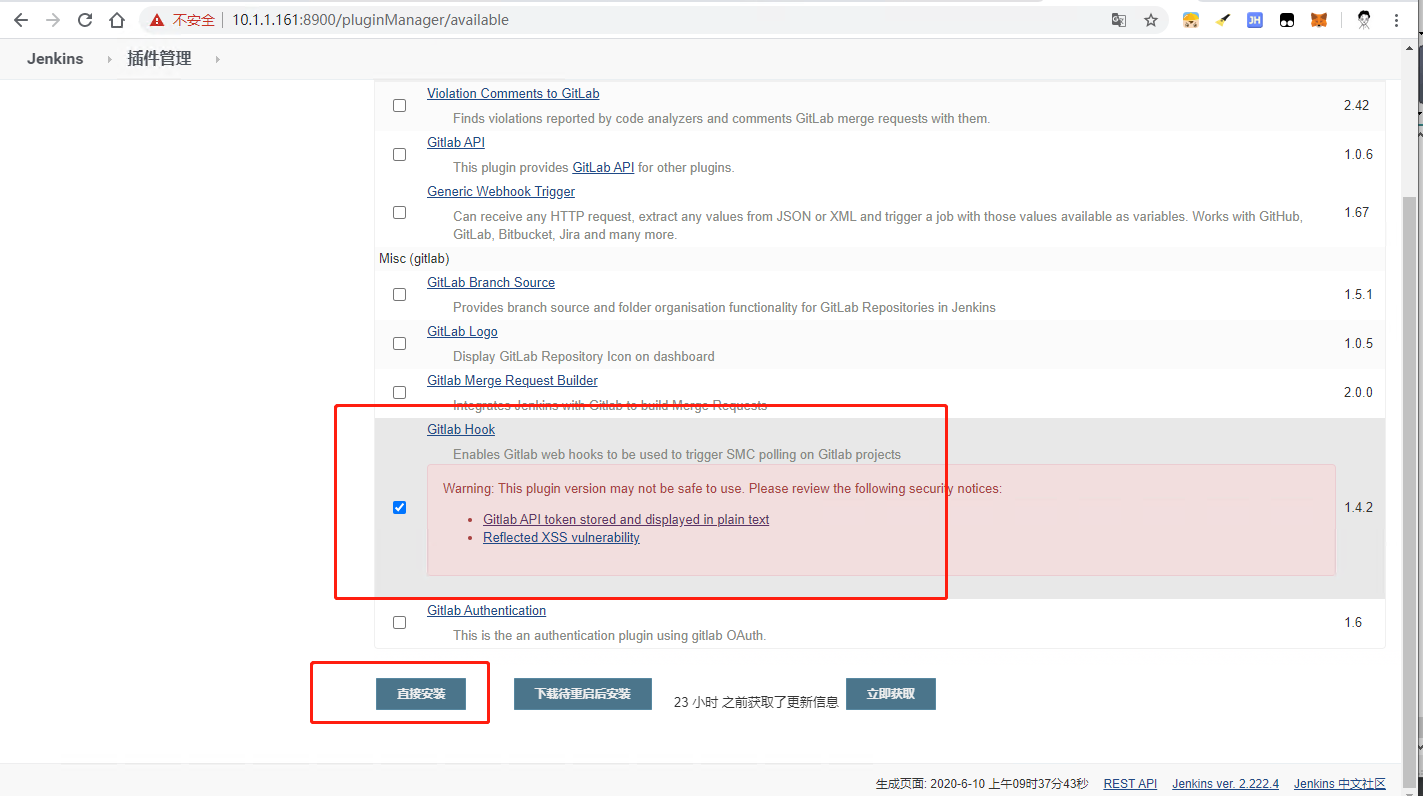 不安全 10.1.1.161:8900/pluginManager/available
Jenkins 插件管理
Violation Comments to GitLab
Finds violations reported by code analyzers and comments GitLab merge requests with them.
2.42
Gitlab API
This plugin provides GitLab API for other plugins.
1.0.6
Generic Webhook Trigger
Can receive any HTTP request, extract any values from JSON or XML and trigger a job with those values available as variables. Works with GitHub,
GitLab, Bitbucket, Jira and many more.
1.67
Misc (gitlab)
GitLab Branch Source
Provides branch source and folder organisation functionality for GitLab Repositories in Jenkins
1.5.1
GitLab Logo
Display GitLab Repository Icon on dashboard
1.0.5
Gitlab Merge Request Builder
Integrates Jenkins with Gitlab to build Merge Requests
2.0.0
Gitlab Hook
Enables Gitlab web hooks to be used to trigger SMC polling on Gitlab projects
Warning: This plugin version may not be safe to use. Please review the following security notices:
Gitlab API token stored and displayed in plain text
Reflected XSS vulnerability
1.4.2
Gitlab Authentication
This is the an authentication plugin using gitlab OAuth.
1.6
直接安装 下载待重启后安装 23 小时 之前获取了更新信息 立即获取
生成页面: 2020-6-10 上午09时37分43秒 REST API Jenkins ver. 2.222.4 Jenkins 中文社区
JH